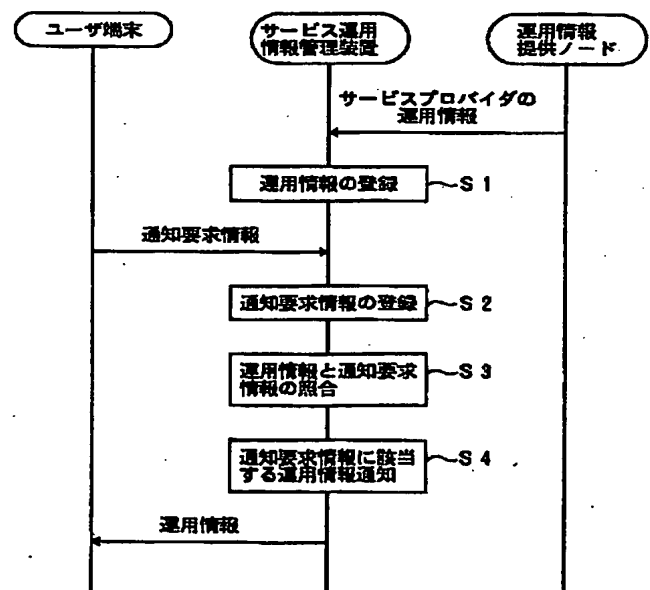 ユーザ端末
サービス運用
情報管理装置
運用情報
提供ノード
サービスプロバイダの
運用情報
運用情報の登録
S1
通知要求情報
通知要求情報の登録
S2
運用情報と通知要求
情報の照合
S3
通知要求情報に該当
する運用情報通知
S4
運用情報